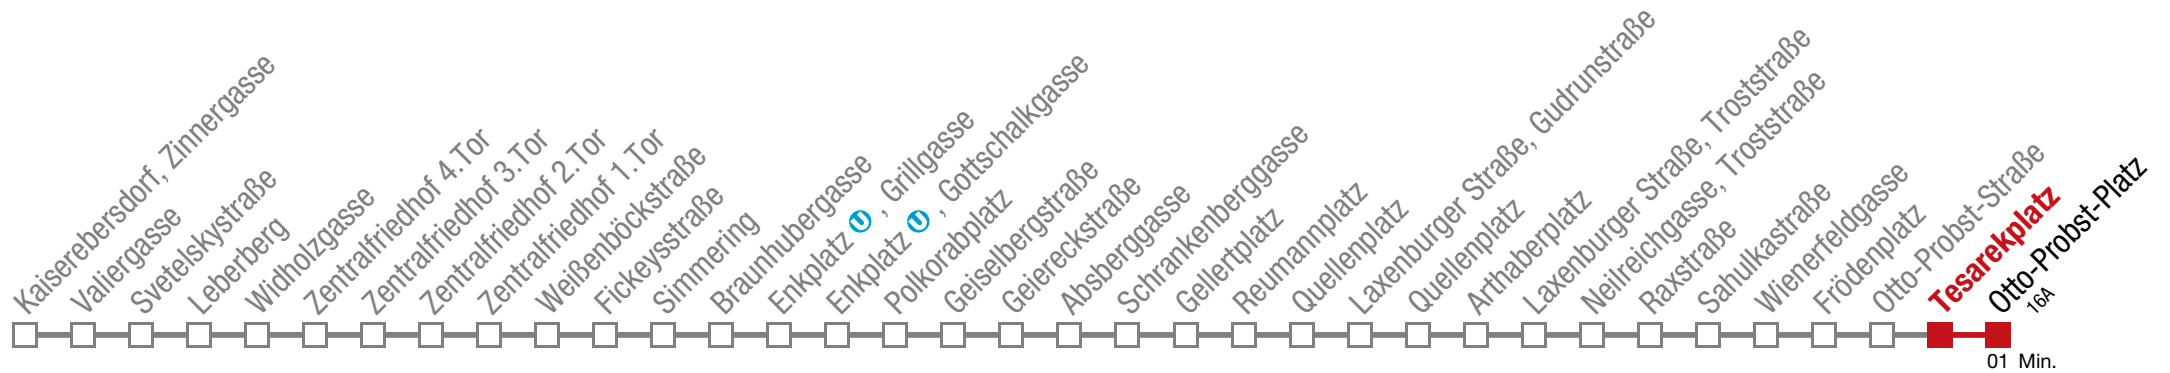 Kaiserebersdorf, Zinnergasse
Valiergasse
Svetelskystraße
Leberberg
Widholzgasse
Zentralfriedhof 4.Tor
Zentralfriedhof 3.Tor
Zentralfriedhof 2.Tor
Zentralfriedhof 1.Tor
Weißenböckstraße
Fickeysstraße
Simmering
Braunhubergasse
Enkplatz U, Grillgasse
Enkplatz U, Gottschalkgasse
Polkorabplatz
Geiselbergstraße
Geiereckstraße
Absberggasse
Schrankenberggasse
Gellertplatz
Reumannplatz
Quellenplatz
Laxenburger Straße, Gudrunstraße
Quellenplatz
Arthaberplatz
Laxenburger Straße, Troststraße
Neilreichgasse, Troststraße
Raxstraße
Sahulkastraße
Wienerfeldgasse
Frödenplatz
Otto-Probst-Straße
Tesarekplatz
Otto-Probst-Platz
16A
01 Min.